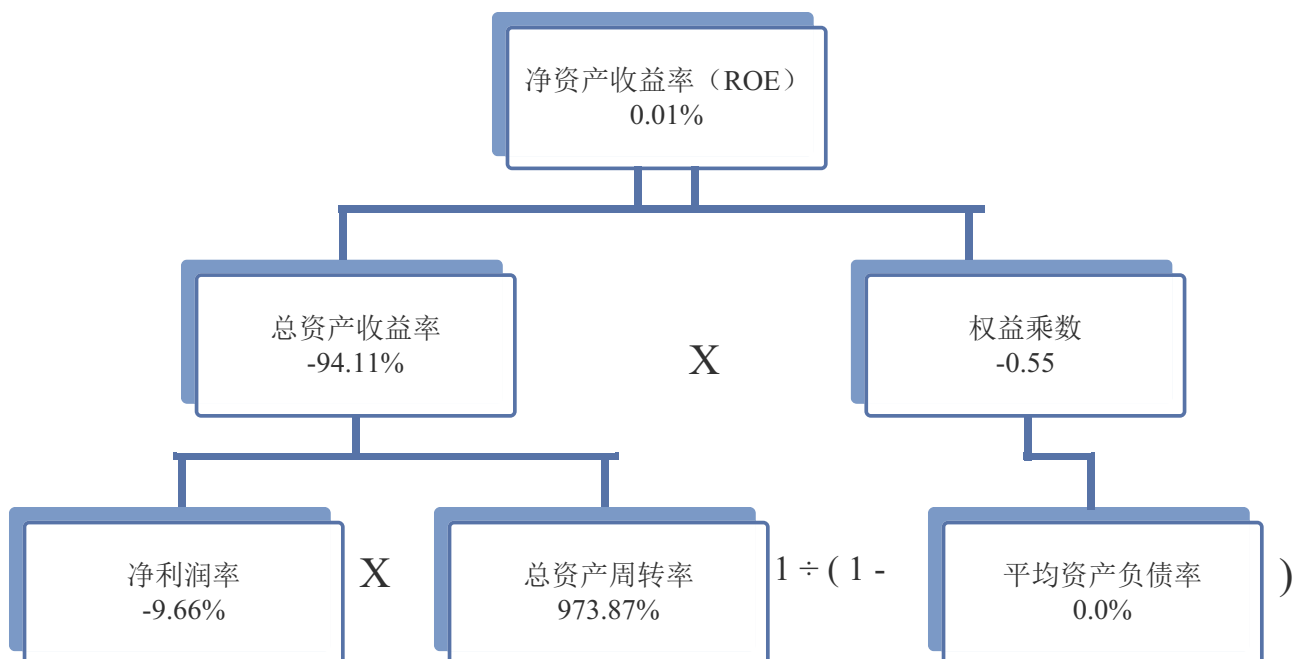 净资产收益率（ROE）
0.01%
总资产收益率
-94.11%
X
权益乘数
-0.55
净利润率
-9.66%
X
总资产周转率
973.87%
1 ÷ ( 1 -
平均资产负债率
0.0%
)